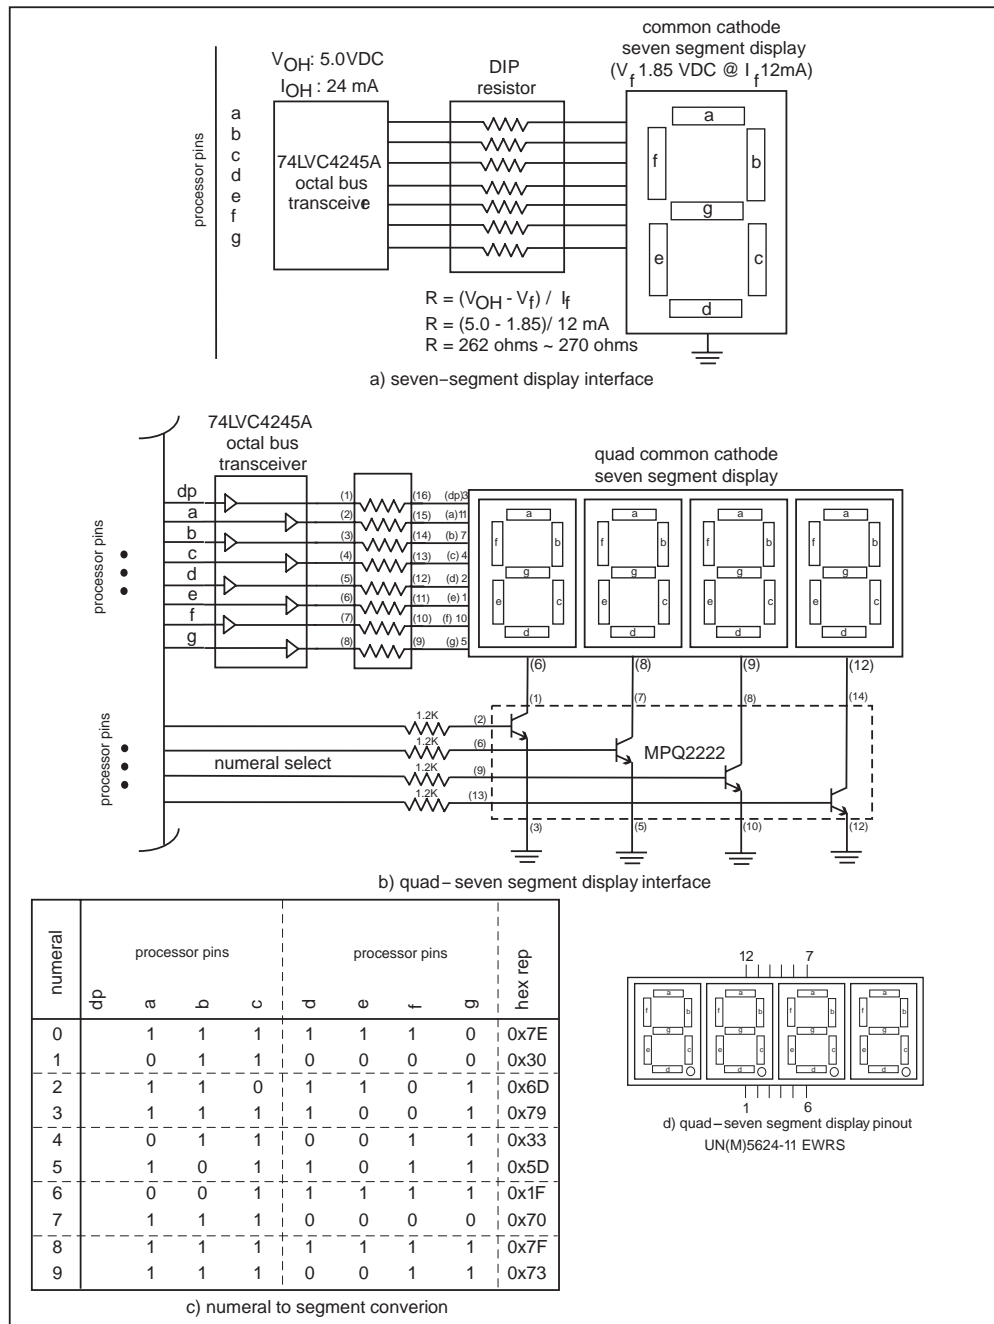 common cathode
seven segment display
(Vf 1.85 VDC @ If 12mA)
VOH: 5.0VDC
IOH : 24 mA
DIP
resistor
processor pins
a
b
c
d
e
f
g
74LVC4245A
octal bus
transceive
a
f
b
g
e
c
d
R = (VOH - Vf) / If
R = (5.0 - 1.85)/ 12 mA
R = 262 ohms ~ 270 ohms
a) seven-segment display interface
74LVC4245A
octal bus
transceiver
quad common cathode
seven segment display
processor pins
dp (1) (16) (dp)3
a (2) (15) (a)11
b (3) (14) (b) 7
c (4) (13) (c) 4
d (5) (12) (d) 2
e (6) (11) (e) 1
f (7) (10) (f) 10
g (8) (9) (g) 5
a a a a
f b f b f b f b
g g g g
e c e c e c e c
d d d d
(6) (8) (9) (12)
(1) (7) (8) (14)
processor pins
numeral select
1.2K (2)
1.2K (6)
1.2K (9)
1.2K (13)
MPQ2222
(3) (5) (10) (12)
b) quad-seven segment display interface
numeral processor pins processor pins hex rep
dp a b c d e f g
0 1 1 1 1 1 1 0 0x7E
1 0 1 1 0 0 0 0 0x30
2 1 1 0 1 1 0 1 0x6D
3 1 1 1 1 0 0 1 0x79
4 0 1 1 0 0 1 1 0x33
5 1 0 1 1 0 1 1 0x5D
6 0 0 1 1 1 1 1 0x1F
7 1 1 1 0 0 0 0 0x70
8 1 1 1 1 1 1 1 0x7F
9 1 1 1 0 0 1 1 0x73
c) numeral to segment converion
12 7
a a a a
f b f b f b f b
g g g g
e c e c e c e c
d d d d
1 6
d) quad-seven segment display pinout
UN(M)5624-11 EWRS